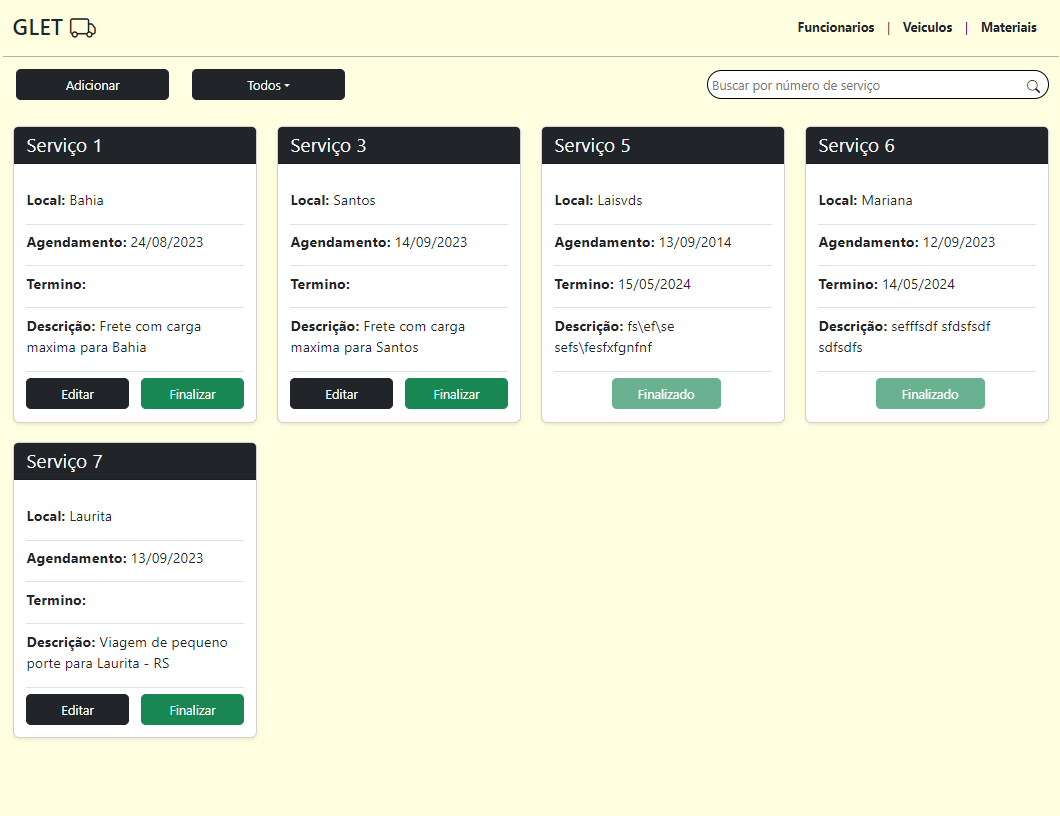 GLET
Funcionarios | Veiculos | Materiais
Adicionar
Todos
Buscar por número de serviço
Serviço 1
Local: Bahia
Agendamento: 24/08/2023
Termino:
Descrição: Frete com carga
maxima para Bahia
Editar
Finalizar
Serviço 3
Local: Santos
Agendamento: 14/09/2023
Termino:
Descrição: Frete com carga
maxima para Santos
Editar
Finalizar
Serviço 5
Local: Laisvds
Agendamento: 13/09/2014
Termino: 15/05/2024
Descrição: fs\ef\se
sefs\fesfxfgnfnf
Finalizado
Serviço 6
Local: Mariana
Agendamento: 12/09/2023
Termino: 14/05/2024
Descrição: sefffsdf sfdsfsdf
sdfsdfs
Finalizado
Serviço 7
Local: Laurita
Agendamento: 13/09/2023
Termino:
Descrição: Viagem de pequeno
porte para Laurita - RS
Editar
Finalizar